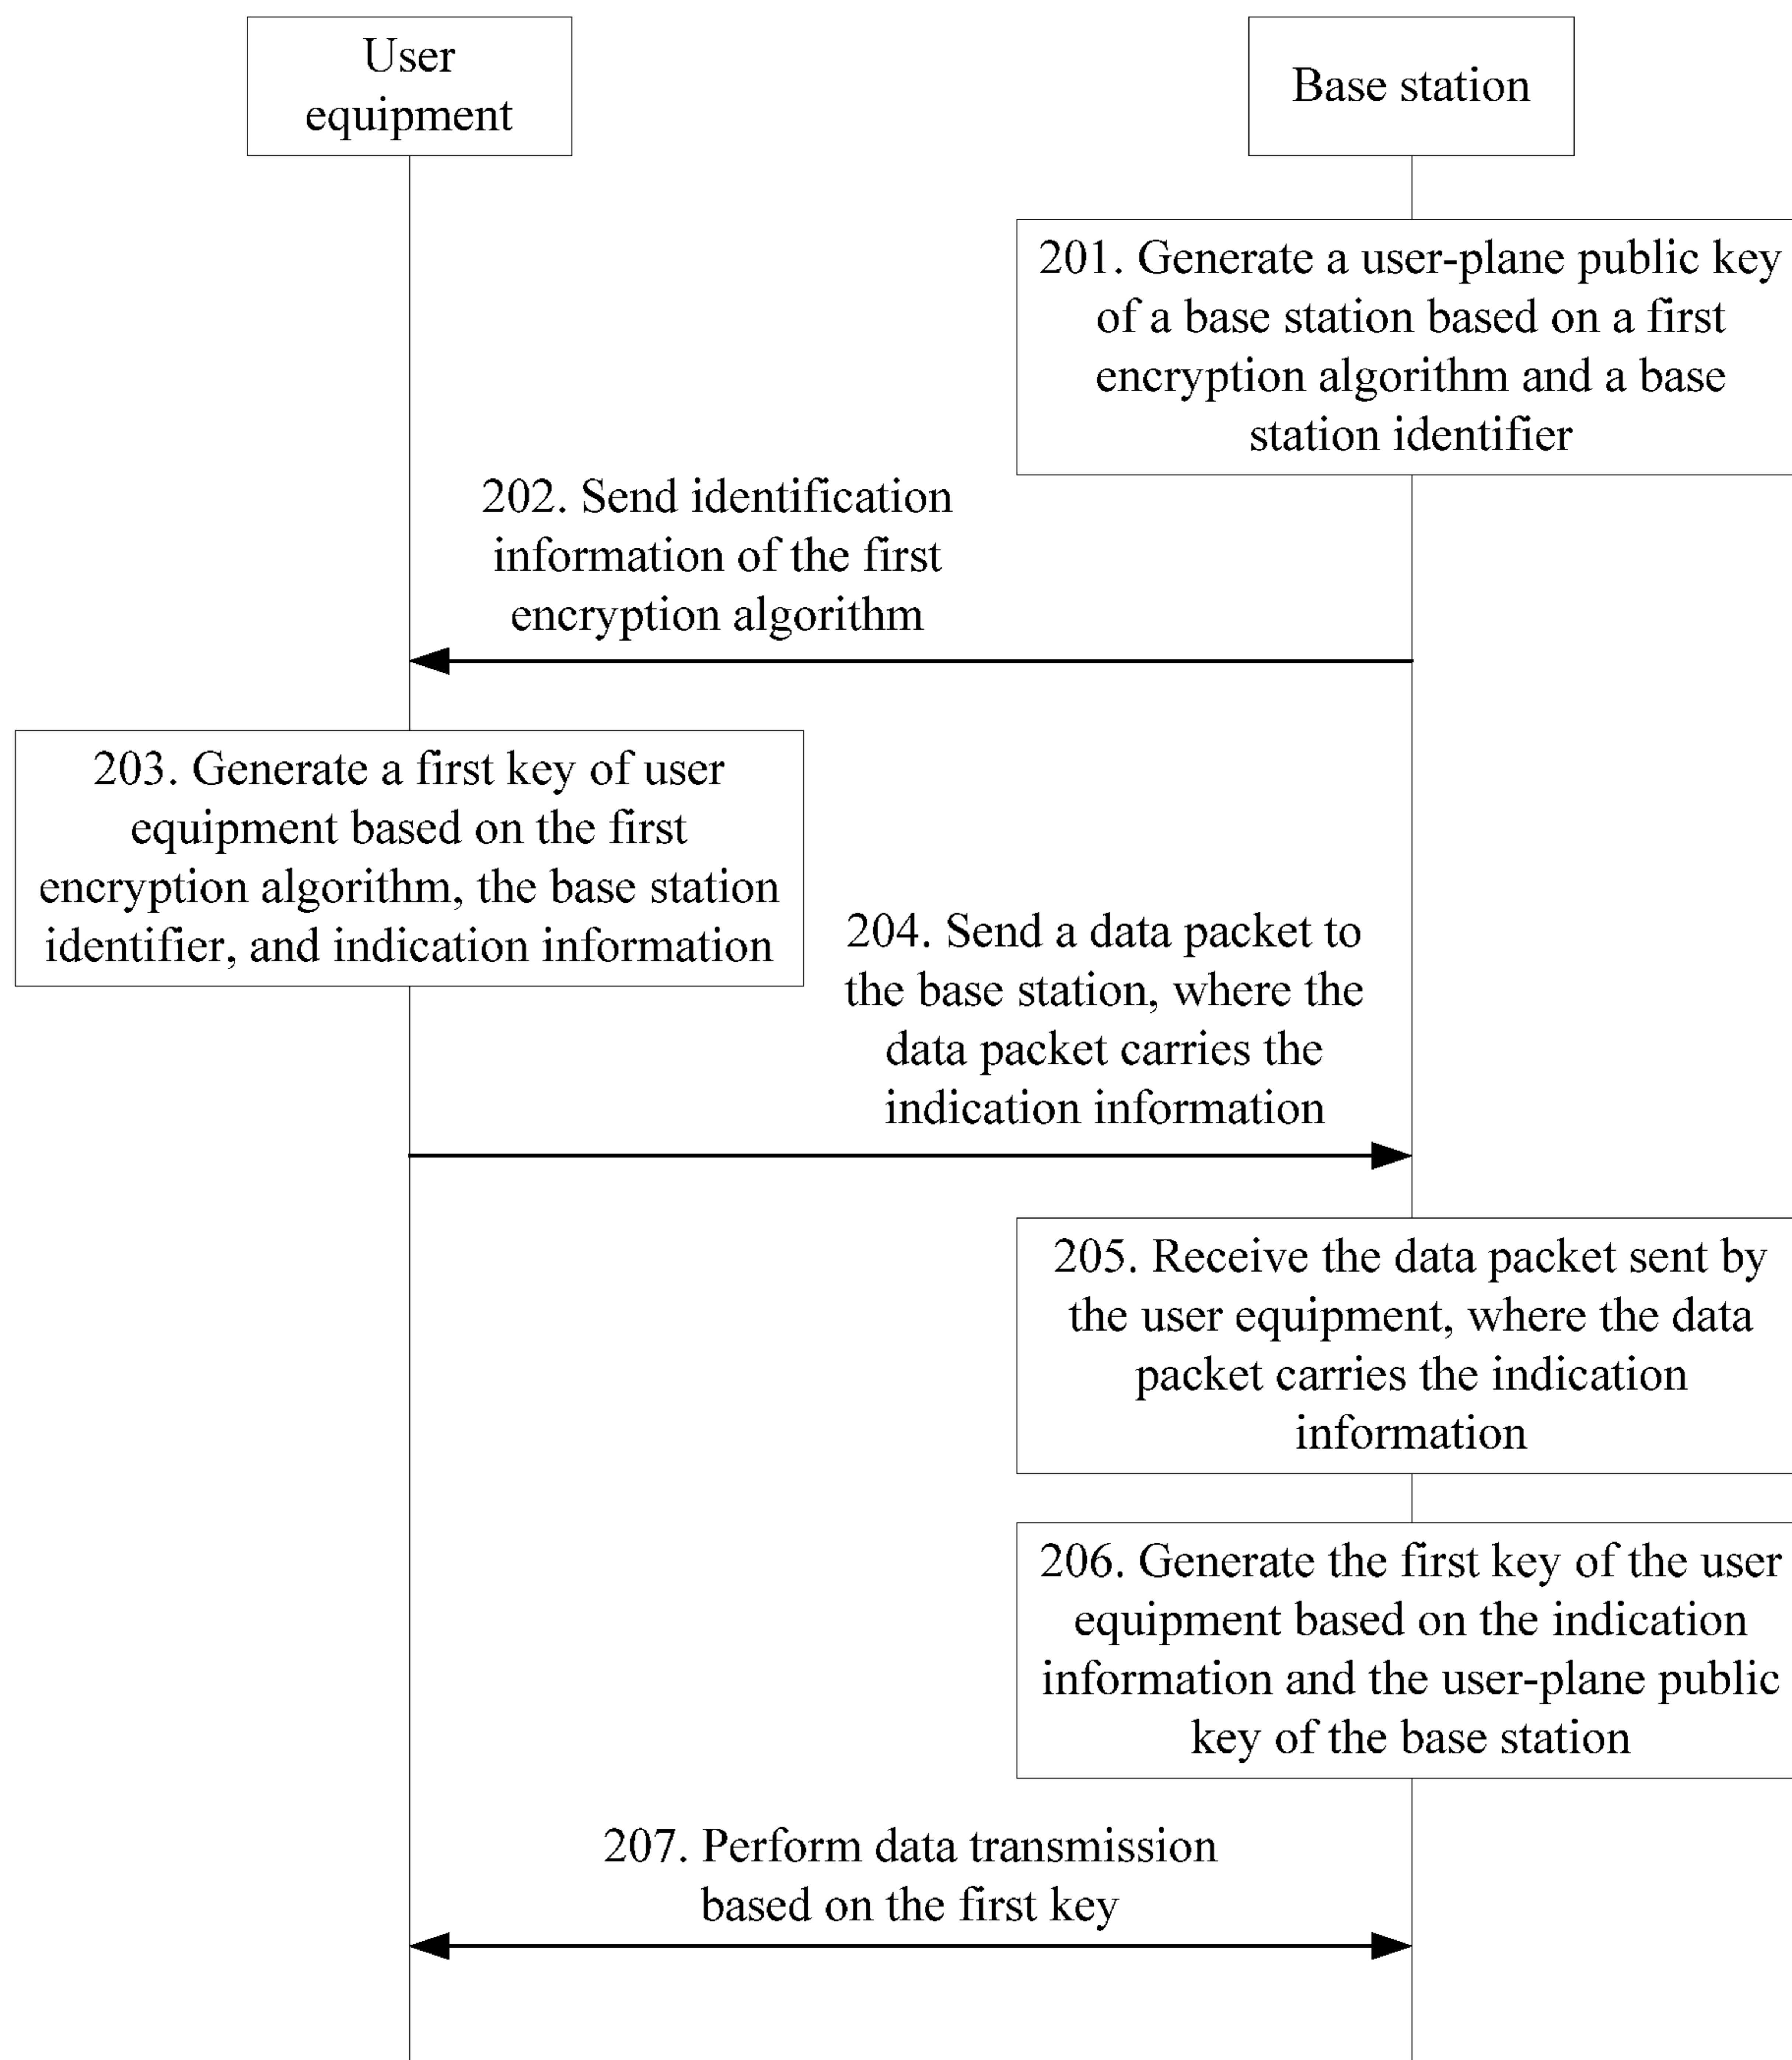 User
equipment
Base station
201. Generate a user-plane public key
of a base station based on a first
encryption algorithm and a base
station identifier
202. Send identification
information of the first
encryption algorithm
203. Generate a first key of user
equipment based on the first
encryption algorithm, the base station
identifier, and indication information
204. Send a data packet to
the base station, where the
data packet carries the
indication information
205. Receive the data packet sent by
the user equipment, where the data
packet carries the indication
information
206. Generate the first key of the user
equipment based on the indication
information and the user-plane public
key of the base station
207. Perform data transmission
based on the first key